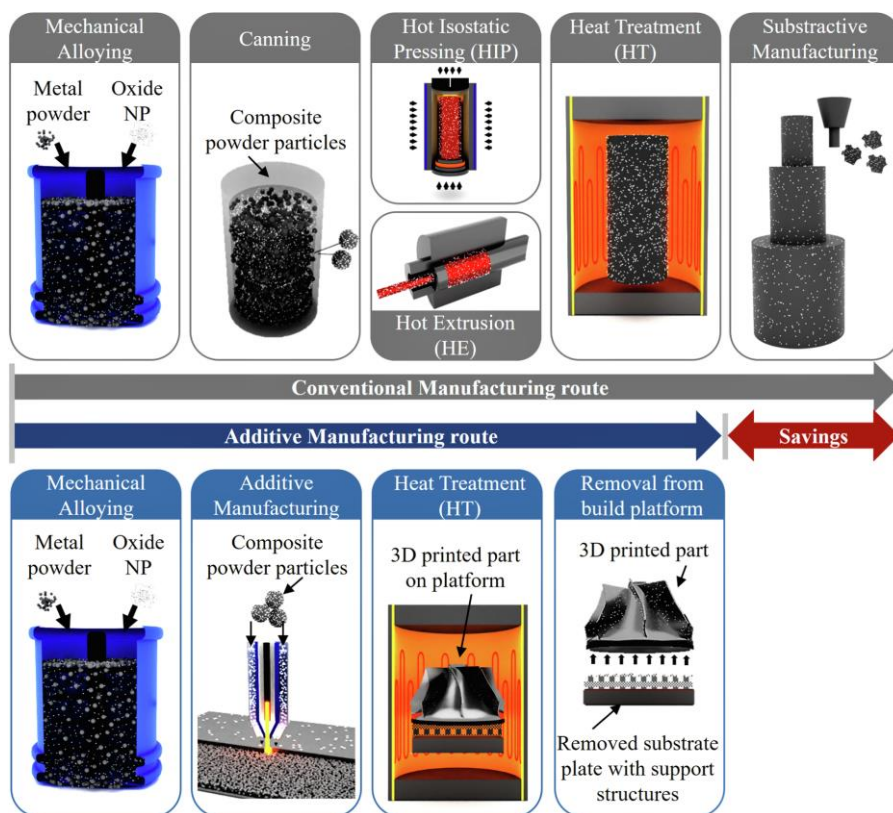 Mechanical
Alloying
Metal
powder
Oxide
NP
Canning
Composite
powder particles
Hot Isostatic
Pressing (HIP)
Hot Extrusion
(HE)
Heat Treatment
(HT)
Substractive
Manufacturing
Conventional Manufacturing route
Additive Manufacturing route
Savings
Mechanical
Alloying
Metal
powder
Oxide
NP
Additive
Manufacturing
Composite
powder particles
Heat Treatment
(HT)
3D printed part
on platform
Removal from
build platform
3D printed part
Removed substrate
plate with support
structures